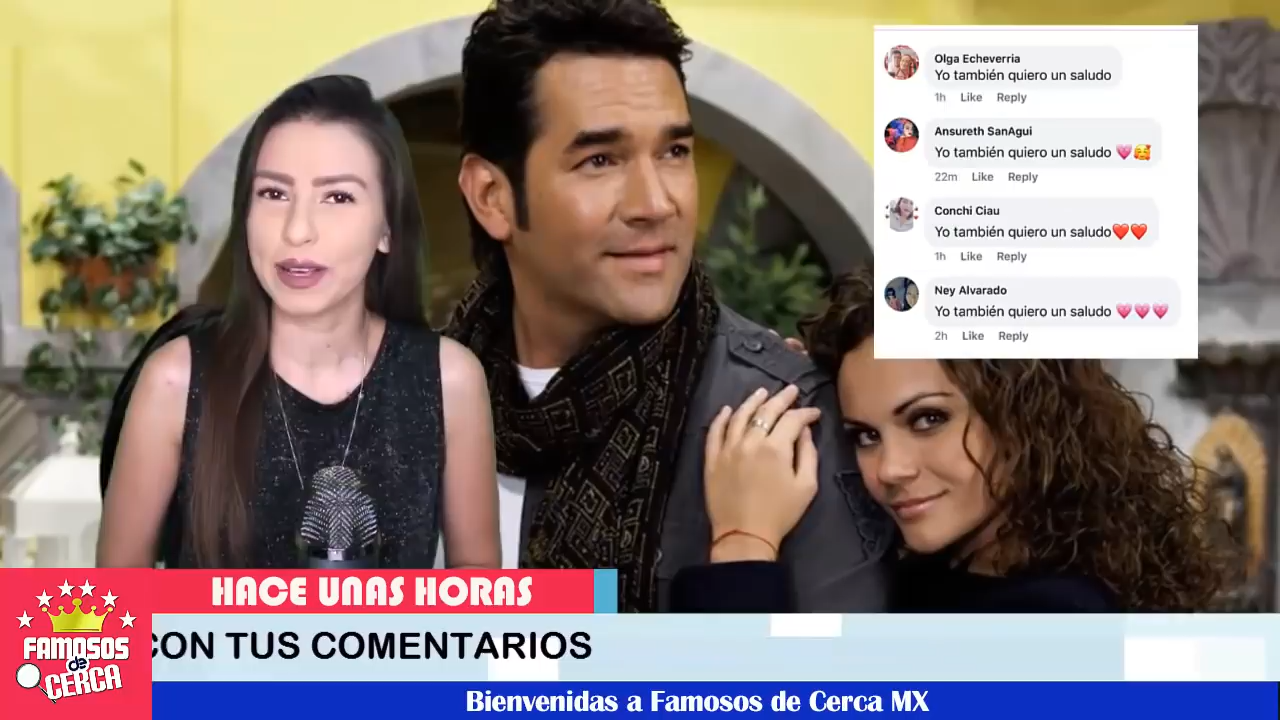 Olga Echeverria
Yo también quiero un saludo
1h Like Reply
Ansureth SanAgui
Yo también quiero un saludo 💗🥰
22m Like Reply
Conchi Ciau
Yo también quiero un saludo❤️❤️
1h Like Reply
Ney Alvarado
Yo también quiero un saludo 💗💗💗
2h Like Reply
HACE UNAS HORAS
CON TUS COMENTARIOS
FAMOSOS
de
CERCA
Bienvenidas a Famosos de Cerca MX